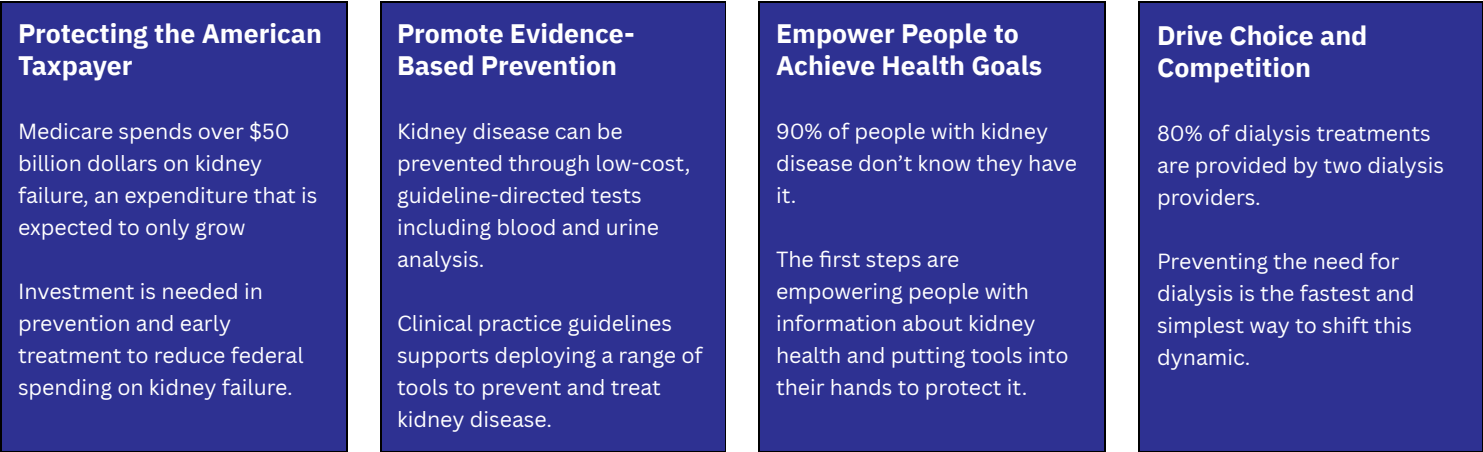 Protecting the American
Taxpayer
Medicare spends over $50
billion dollars on kidney
failure, an expenditure that is
expected to only grow
Investment is needed in
prevention and early
treatment to reduce federal
spending on kidney failure.
Promote Evidence-
Based Prevention
Kidney disease can be
prevented through low-cost,
guideline-directed tests
including blood and urine
analysis.
Clinical practice guidelines
supports deploying a range of
tools to prevent and treat
kidney disease.
Empower People to
Achieve Health Goals
90% of people with kidney
disease don’t know they have
it.
The first steps are
empowering people with
information about kidney
health and putting tools into
their hands to protect it.
Drive Choice and
Competition
80% of dialysis treatments
are provided by two dialysis
providers.
Preventing the need for
dialysis is the fastest and
simplest way to shift this
dynamic.